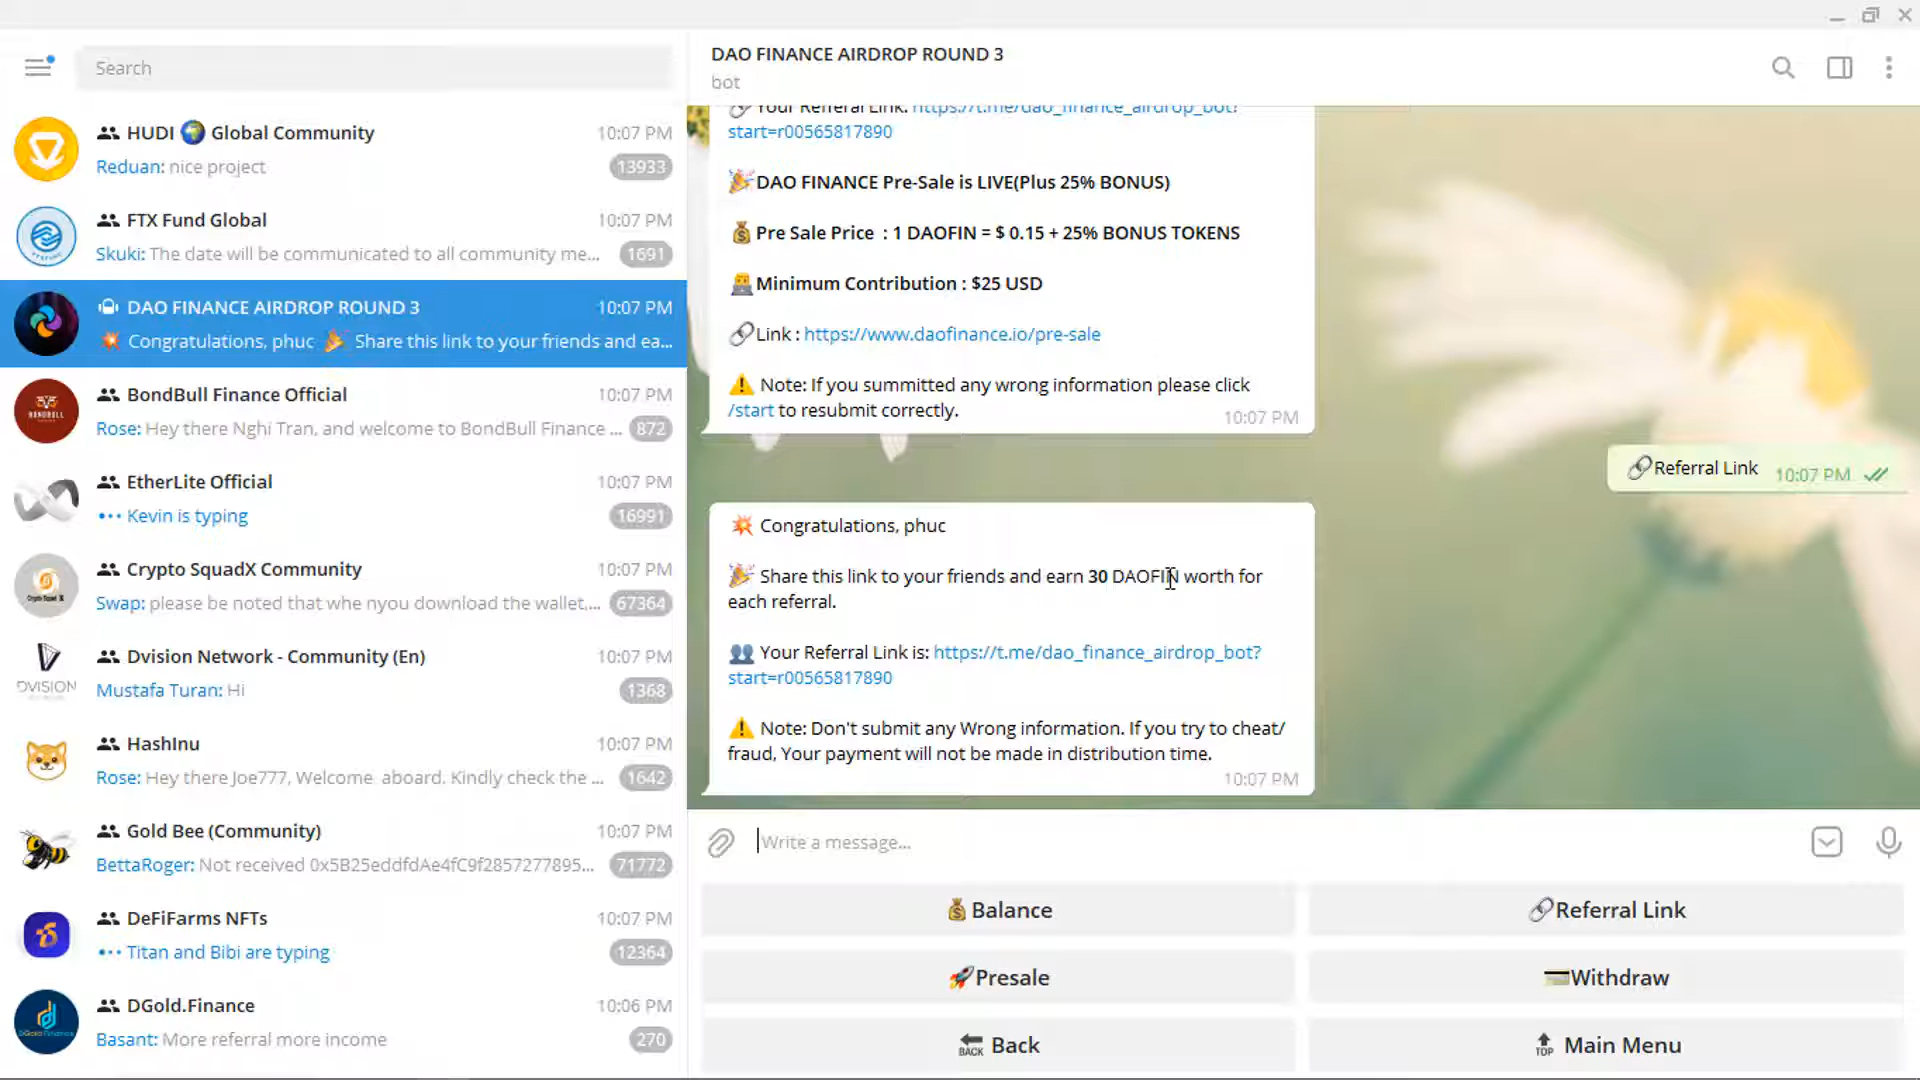 Search
HUDI 🌍 Global Community 10:07 PM
Reduan: nice project 13933
FTX Fund Global 10:07 PM
Skuki: The date will be communicated to all community me... 1691
DAO FINANCE AIRDROP ROUND 3 10:07 PM
💥 Congratulations, phuc 🎉 Share this link to your friends and ea...
BONDBULL
BondBull Finance Official 10:07 PM
Rose: Hey there Nghi Tran, and welcome to BondBull Finance ... 872
EtherLite Official 10:07 PM
Kevin is typing 16991
Crypto SquadX Community 10:07 PM
Swap: please be noted that whe nyou download the wallet,... 67364
DVISION
Dvision Network - Community (En) 10:07 PM
Mustafa Turan: Hi 1368
HashInu 10:07 PM
Rose: Hey there Joe777, Welcome aboard. Kindly check the ... 1642
Gold Bee (Community) 10:07 PM
BettaRoger: Not received 0x5B25eddfdAe4fC9f2857277895... 71772
DeFiFarms NFTs 10:07 PM
Titan and Bibi are typing 12364
DGold.Finance 10:06 PM
Basant: More referral more income 270
DAO FINANCE AIRDROP ROUND 3
bot
🔗 Your Referral Link: https://t.me/dao_finance_airdrop_bot?
start=r00565817890
🎉DAO FINANCE Pre-Sale is LIVE(Plus 25% BONUS)
💰Pre Sale Price : 1 DAOFIN = $ 0.15 + 25% BONUS TOKENS
👨‍💻Minimum Contribution : $25 USD
🔗Link : https://www.daofinance.io/pre-sale
⚠️ Note: If you summitted any wrong information please click
/start to resubmit correctly.
10:07 PM
🔗Referral Link 10:07 PM
💥 Congratulations, phuc
🎉 Share this link to your friends and earn 30 DAOFIN worth for
each referral.
👥 Your Referral Link is: https://t.me/dao_finance_airdrop_bot?
start=r00565817890
⚠️ Note: Don't submit any Wrong information. If you try to cheat/
fraud, Your payment will not be made in distribution time.
10:07 PM
Write a message...
💰Balance
🔗Referral Link
🚀Presale
💳Withdraw
🔙 Back
🔝 Main Menu